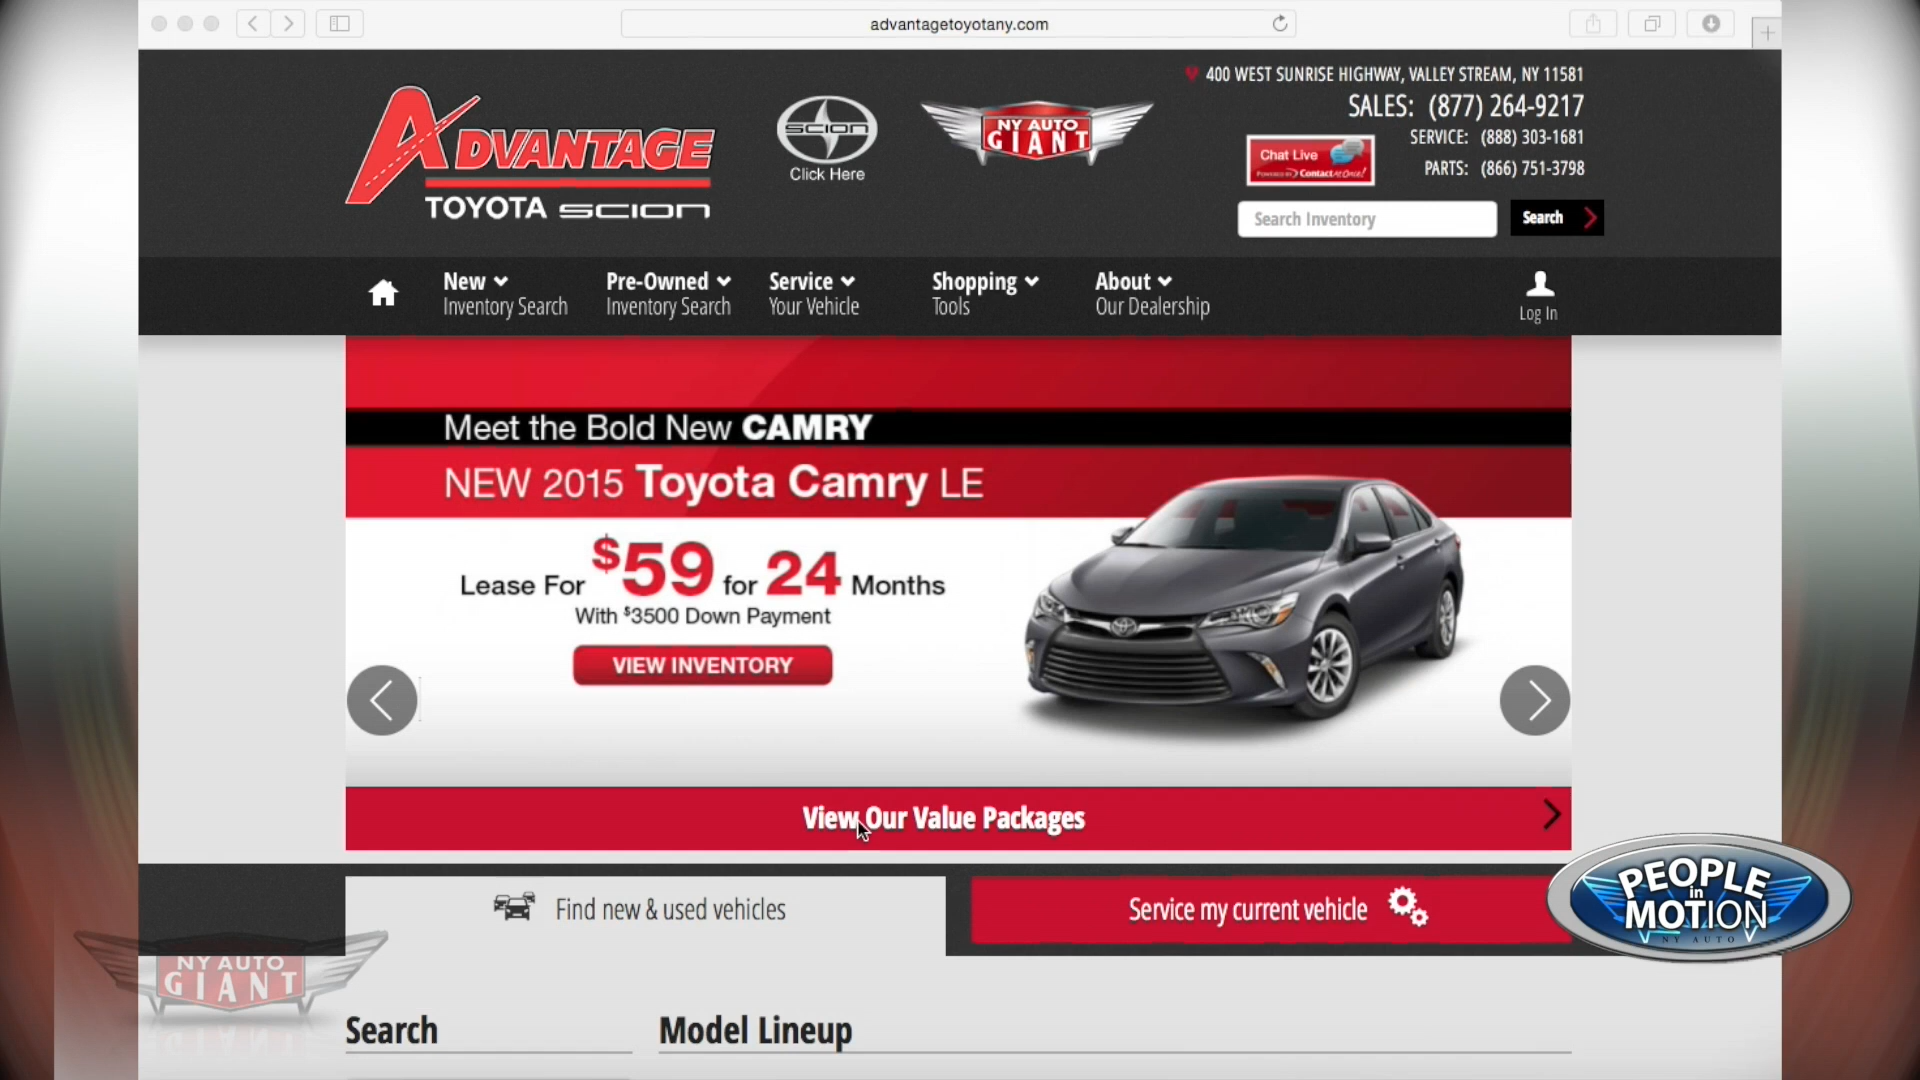 advantagetoyotany.com
400 WEST SUNRISE HIGHWAY, VALLEY STREAM, NY 11581
SALES: (877) 264-9217
SERVICE: (888) 303-1681
PARTS: (866) 751-3798
ADVANTAGE
TOYOTA SCION
SCION
Click Here
NY AUTO
GIANT
Chat Live
POWERED BY ContactAtOnce!
Search Inventory
Search
New
Inventory Search
Pre-Owned
Inventory Search
Service
Your Vehicle
Shopping
Tools
About
Our Dealership
Log In
Meet the Bold New CAMRY
NEW 2015 Toyota Camry LE
Lease For $59 for 24 Months
With $3500 Down Payment
VIEW INVENTORY
View Our Value Packages
Find new & used vehicles
Service my current vehicle
PEOPLE
in
MOTION
NY AUTO
NY AUTO
GIANT
Search
Model Lineup